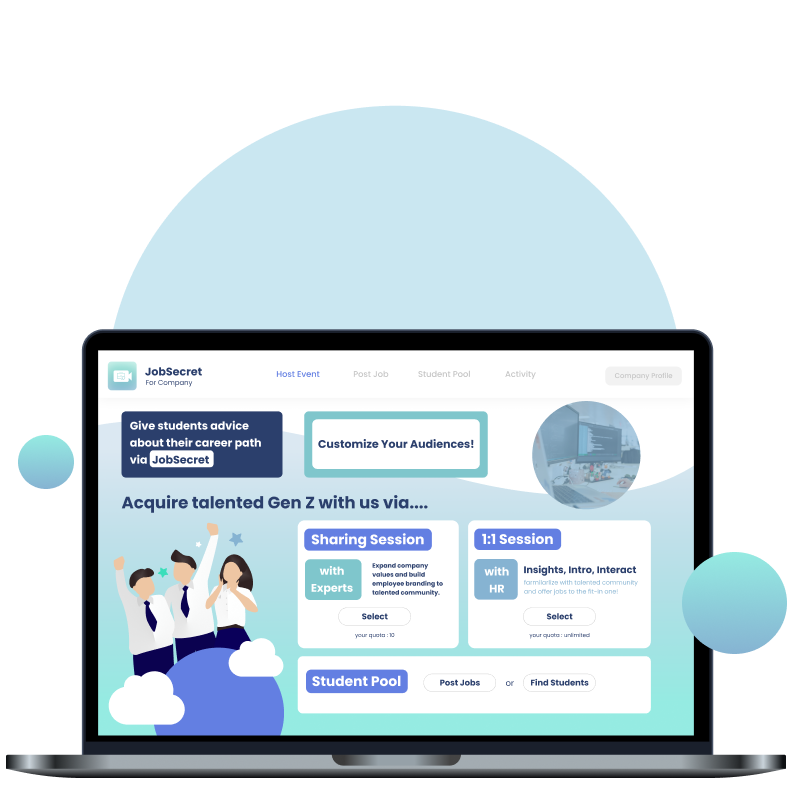 JobSecret
For Company
Host Event
Post Job
Student Pool
Activity
Company Profile
Give students advice
about their career path
via JobSecret
Customize Your Audiences!
Acquire talented Gen Z with us via....
Sharing Session
with
Experts
Expand company
values and build
employee branding to
talented community.
Select
your quota : 10
1:1 Session
with
HR
Insights, Intro, Interact
familiarlize with talented community
and offer jobs to the fit-in one!
Select
your quota : unlimited
Student Pool
Post Jobs
or
Find Students